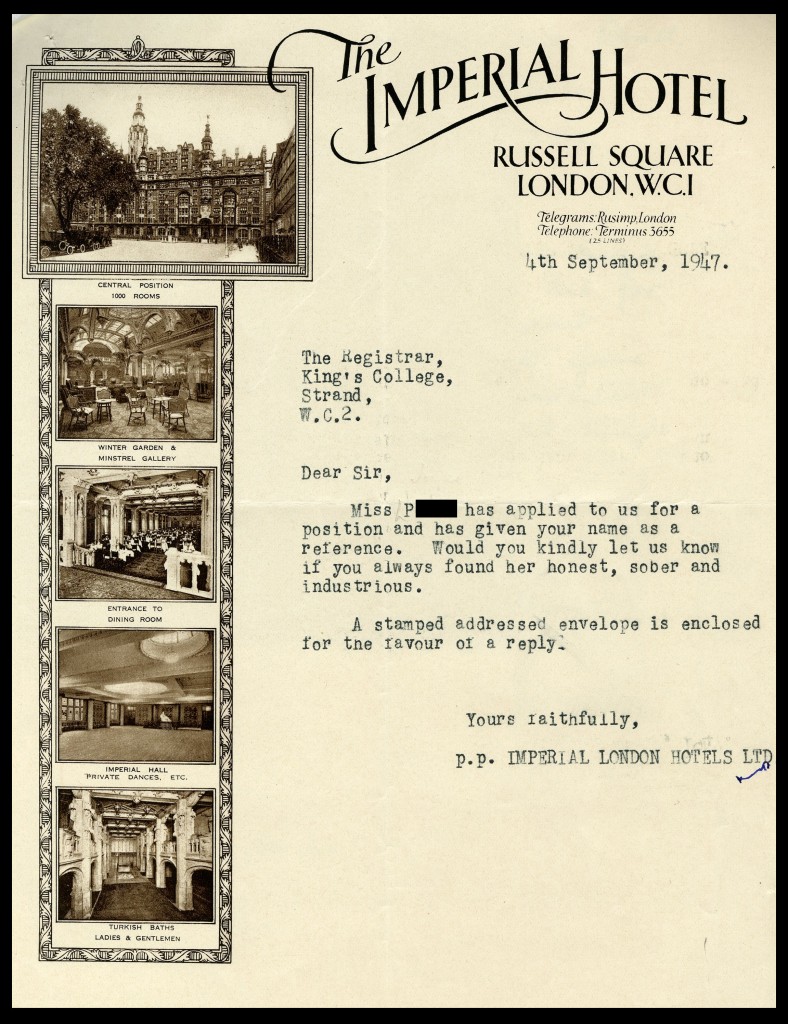 The
IMPERIAL HOTEL
RUSSELL SQUARE
LONDON, W.C.1
Telegrams: Rusimp, London
Telephone: Terminus 3655
(25 LINES)
4th September, 1947.
CENTRAL POSITION
1000 ROOMS
WINTER GARDEN &
MINSTREL GALLERY
ENTRANCE TO
DINING ROOM
IMPERIAL HALL
PRIVATE DANCES, ETC.
TURKISH BATHS
LADIES & GENTLEMEN
The Registrar,
King's College,
Strand,
W.C.2.
Dear Sir,
Miss P has applied to us for a
position and has given your name as a
reference. Would you kindly let us know
if you always found her honest, sober and
industrious.
A stamped addressed envelope is enclosed
for the favour of a reply.
Yours faithfully,
p.p. IMPERIAL LONDON HOTELS LTD